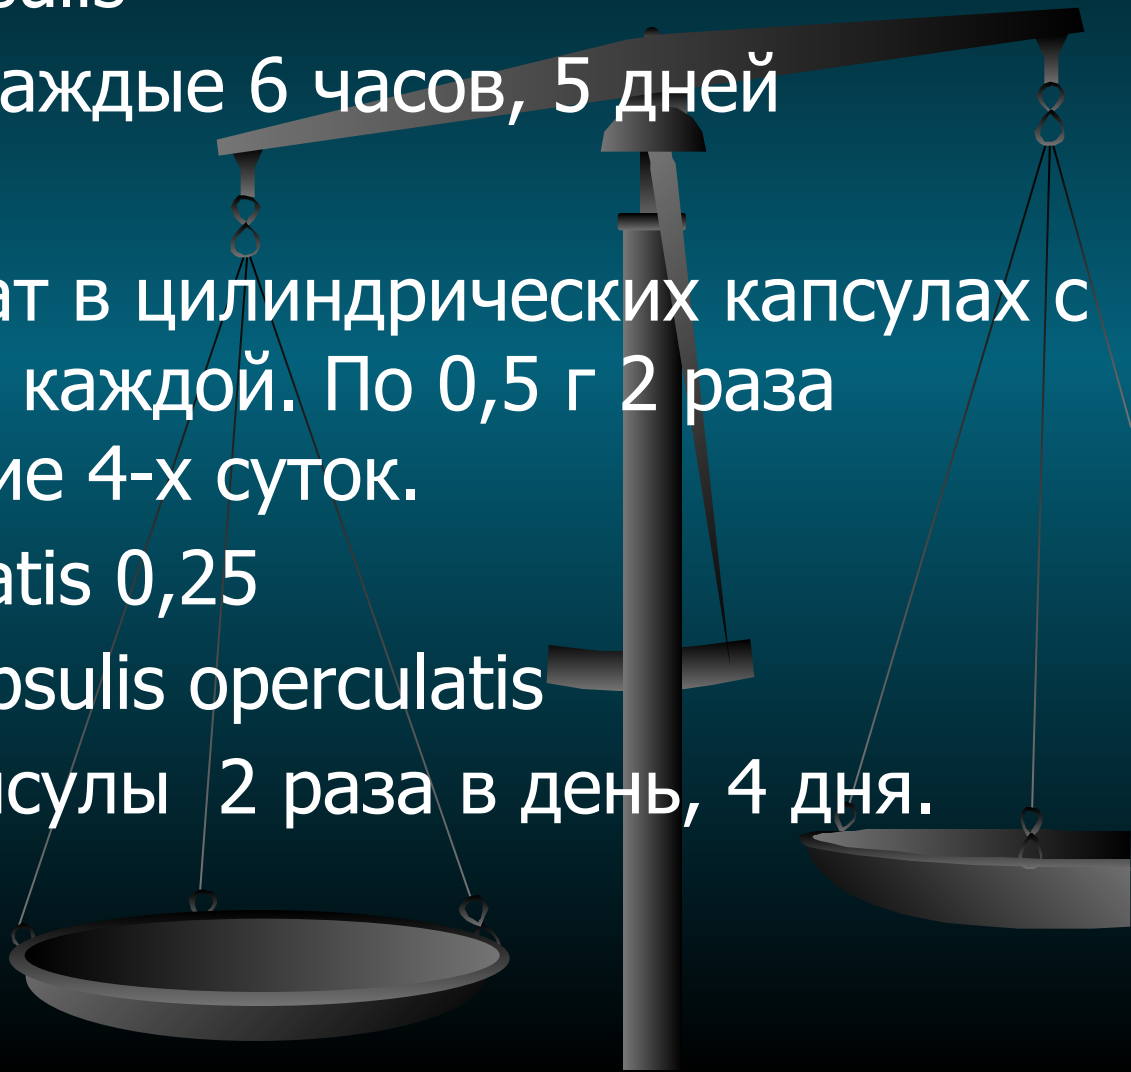 аждые 6 часов, 5 дней
ат в цилиндрических капсулах с
каждой. По 0,5 г 2 раза
ие 4-х суток.
atis 0,25
psulis operculatis
псулы 2 раза в день, 4 дня.